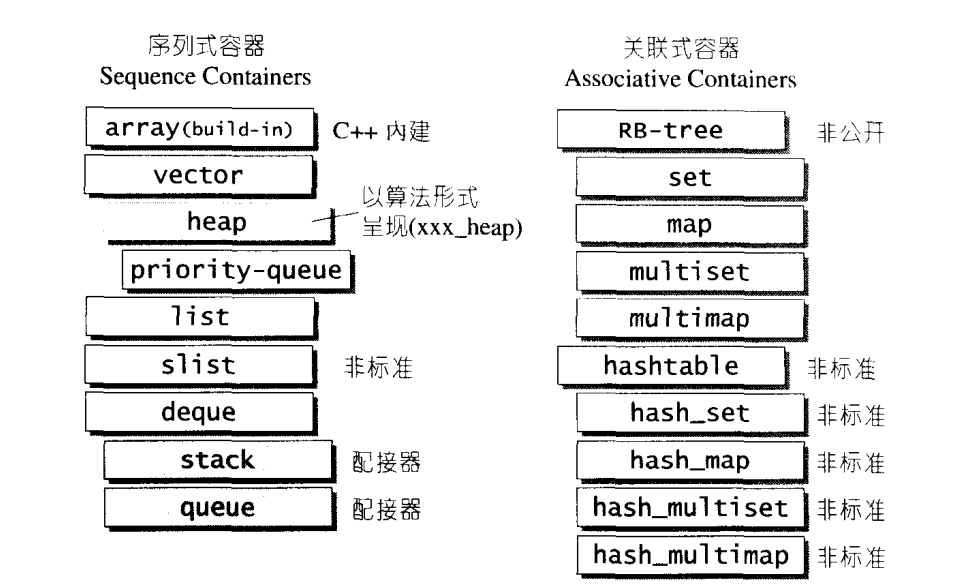 序列式容器
Sequence Containers
array(build-in) C++ 内建
vector
heap
以算法形式
呈现(xxx_heap)
priority-queue
list
slist 非标准
deque
stack 配接器
queue 配接器
关联式容器
Associative Containers
RB-tree 非公开
set
map
multiset
multimap
hashtable 非标准
hash_set 非标准
hash_map 非标准
hash_multiset 非标准
hash_multimap 非标准